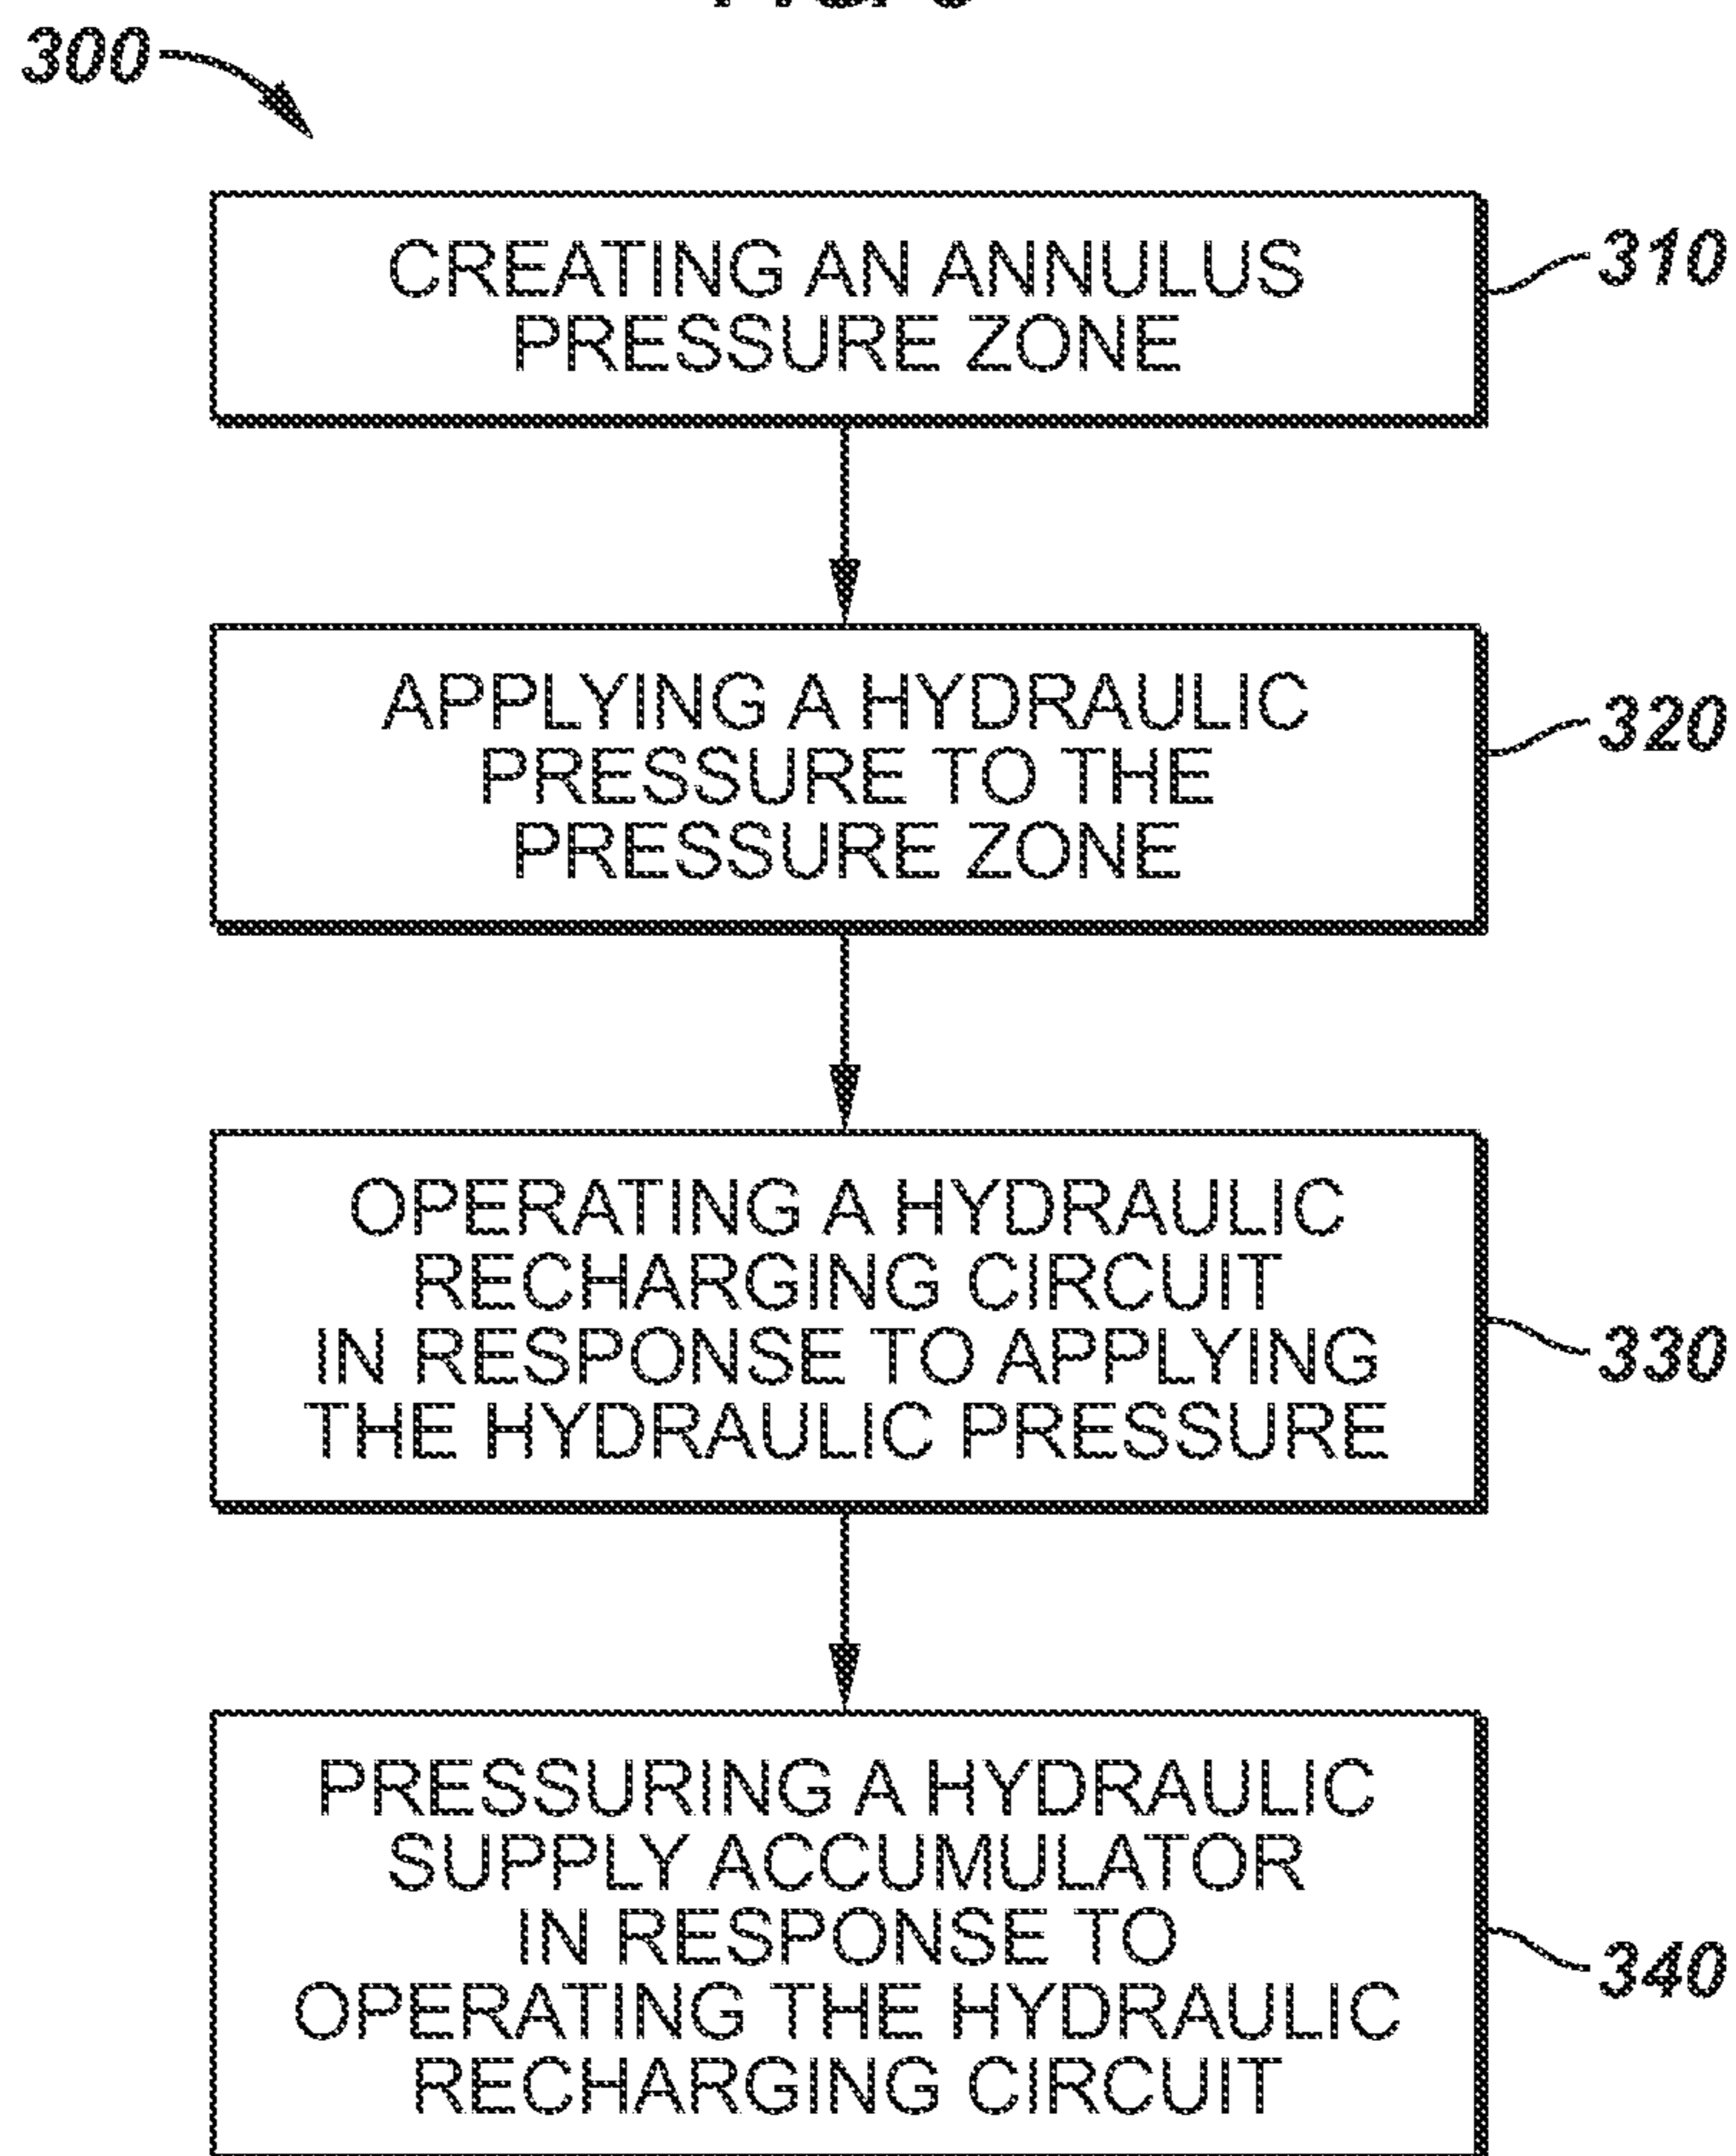 300
CREATING AN ANNULUS
PRESSURE ZONE
310
APPLYING A HYDRAULIC
PRESSURE TO THE
PRESSURE ZONE
320
OPERATING A HYDRAULIC
RECHARGING CIRCUIT
IN RESPONSE TO APPLYING
THE HYDRAULIC PRESSURE
330
PRESSURING A HYDRAULIC
SUPPLY ACCUMULATOR
IN RESPONSE TO
OPERATING THE HYDRAULIC
RECHARGING CIRCUIT
340